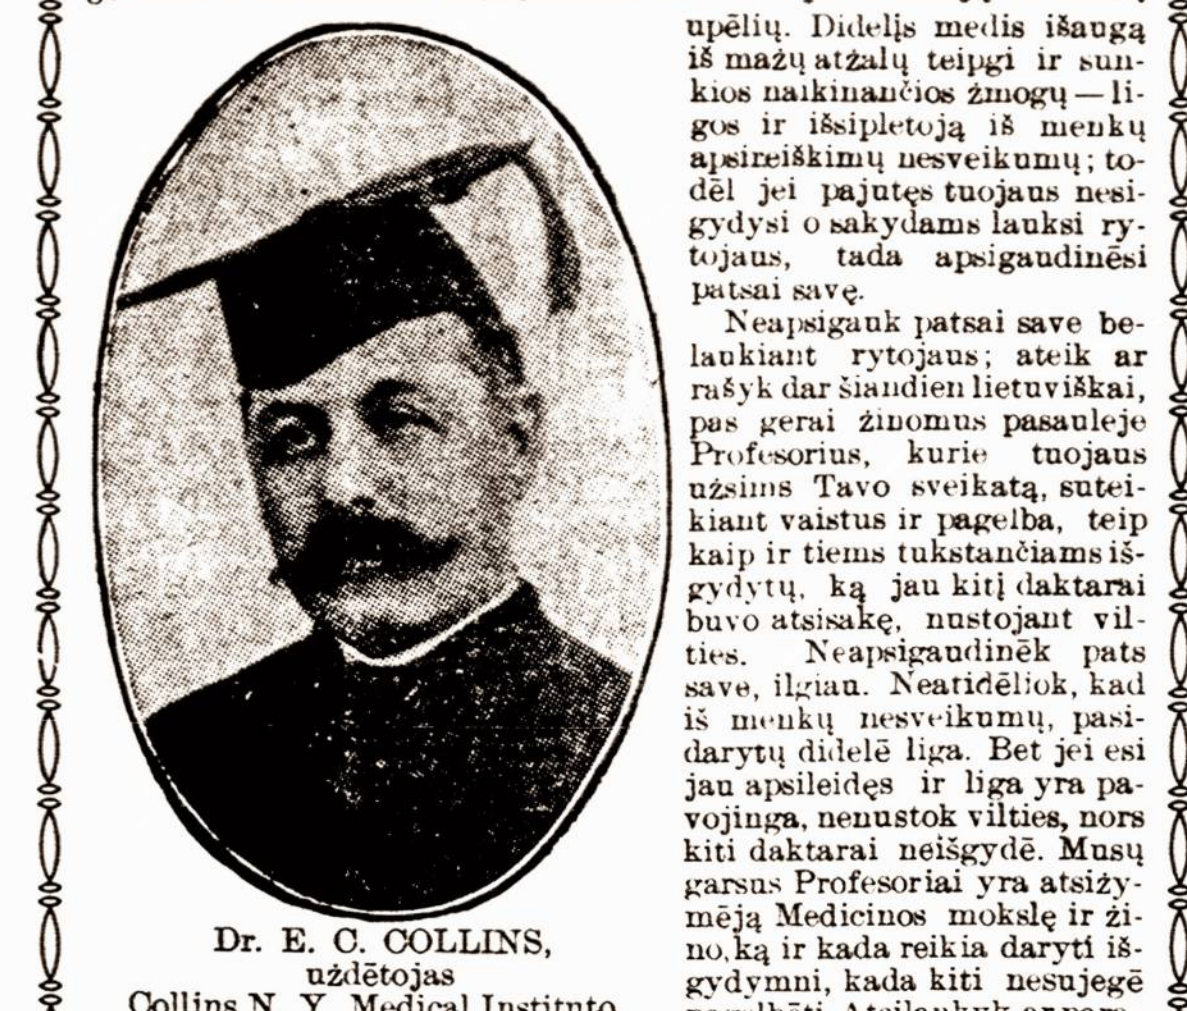 upēlių. Didelįs medis išaugą
iš mažų atžalų teipgi ir sun-
kios naikinančios žmogų — li-
gos ir išsipletoją iš menkų
apsireiškimų nesveikumų; to-
dēl jei pajutęs tuojaus nesi-
gydysi o sakydams lauksi ry-
tojaus, tada apsigaudinēsi
patsai savę.
Neapsigauk patsai save be-
laukiant rytojaus; ateik ar
rašyk dar šiandien lietuviškai,
pas gerai žinomus pasauleje
Profesorius, kurie tuojaus
užsims Tavo sveikatą, sutei-
kiant vaistus ir pagelba, teip
kaip ir tiems tukstančiams iš-
gydytų, ką jau kitį daktarai
buvo atsisakę, nustojant vil-
ties. Neapsigaudinēk pats
save, ilgiau. Neatidēliok, kad
iš menkų nesveikumų, pasi-
darytų didelē liga. Bet jei esi
jau apsileidęs ir liga yra pa-
vojinga, nenustok vilties, nors
kiti daktarai neišgydē. Musų
garsus Profesoriai yra atsižy-
mēją Medicinos mokslę ir ži-
no, ką ir kada reikia daryti iš-
gydymni, kada kiti nesujegē
Dr. E. C. COLLINS,
uždētojas
Collins N. Y. Medical Instituto